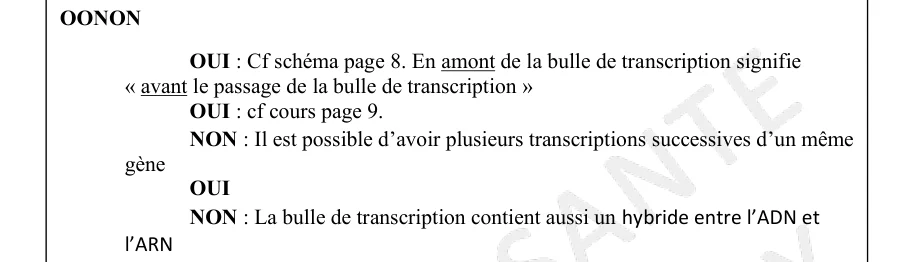 OONON
OUI : Cf schéma page 8. En amont de la bulle de transcription signifie
« avant le passage de la bulle de transcription »
OUI : cf cours page 9.
NON : Il est possible d’avoir plusieurs transcriptions successives d’un même
gène
OUI
NON : La bulle de transcription contient aussi un hybride entre l’ADN et
l’ARN
SANTE